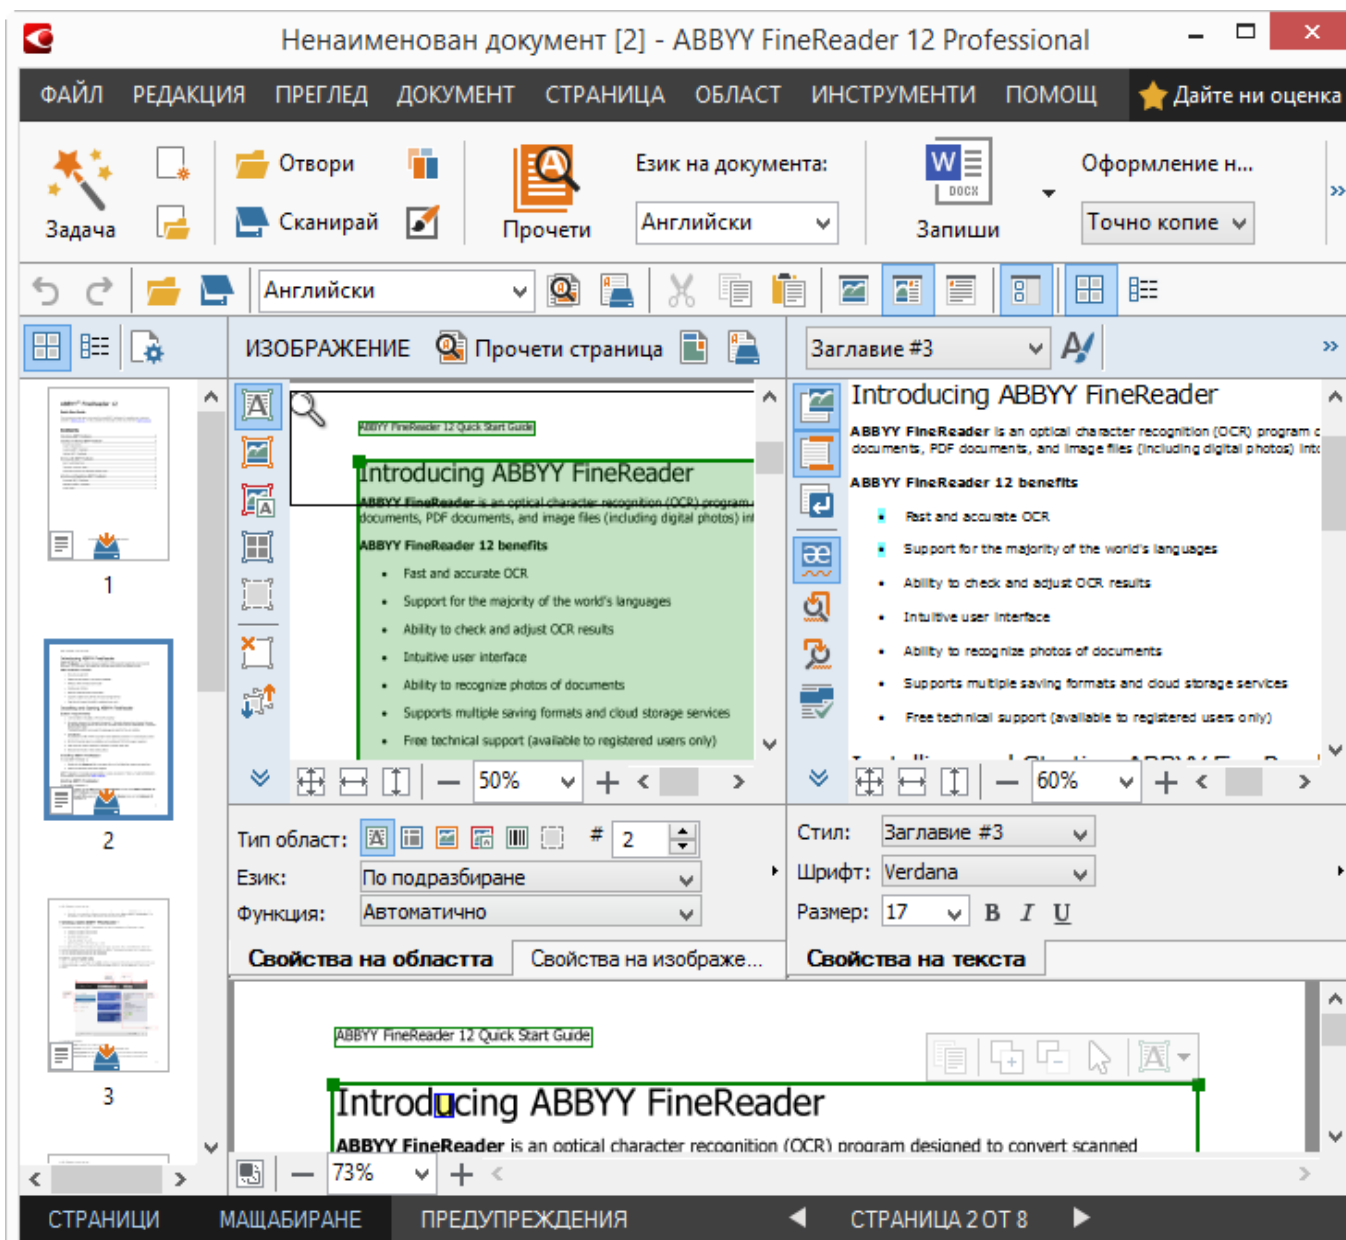 Ненаименован документ [2] - ABBYY FineReader 12 Professional
ФАЙЛ РЕДАКЦИЯ ПРЕГЛЕД ДОКУМЕНТ СТРАНИЦА ОБЛАСТ ИНСТРУМЕНТИ ПОМОЩ Дайте ни оценка
Задача
Отвори
Сканирай
Прочети
Език на документа:
Английски
W DOCX
Запиши
Оформление н...
Точно копие
Английски
ИЗОБРАЖЕНИЕ Прочети страница
Заглавие #3
1
2
3
ABBYY FineReader 12 Quick Start Guide
Introducing ABBYY FineReader
ABBYY FineReader is an optical character recognition (OCR) program
documents, PDF documents, and image files (including digital photos)
ABBYY FineReader 12 benefits
• Fast and accurate OCR
• Support for the majority of the world's languages
• Ability to check and adjust OCR results
• Intuitive user interface
• Ability to recognize photos of documents
• Supports multiple saving formats and cloud storage services
• Free technical support (available to registered users only)
50%
Introducing ABBYY FineReader
ABBYY FineReader is an optical character recognition (OCR) program
documents, PDF documents, and image files (including digital photos)
ABBYY FineReader 12 benefits
• Fast and accurate OCR
• Support for the majority of the world's languages
• Ability to check and adjust OCR results
• Intuitive user interface
• Ability to recognize photos of documents
• Supports multiple saving formats and cloud storage services
• Free technical support (available to registered users only)
60%
Тип област: # 2
Език: По подразбиране
Функция: Автоматично
Свойства на областта Свойства на изображе...
Стил: Заглавие #3
Шрифт: Verdana
Размер: 17 B I U
Свойства на текста
ABBYY FineReader 12 Quick Start Guide
Introducing ABBYY FineReader
ABBYY FineReader is an optical character recognition (OCR) program designed to convert scanned
73%
СТРАНИЦИ МАЩАБИРАНЕ ПРЕДУПРЕЖДЕНИЯ СТРАНИЦА 2 ОТ 8